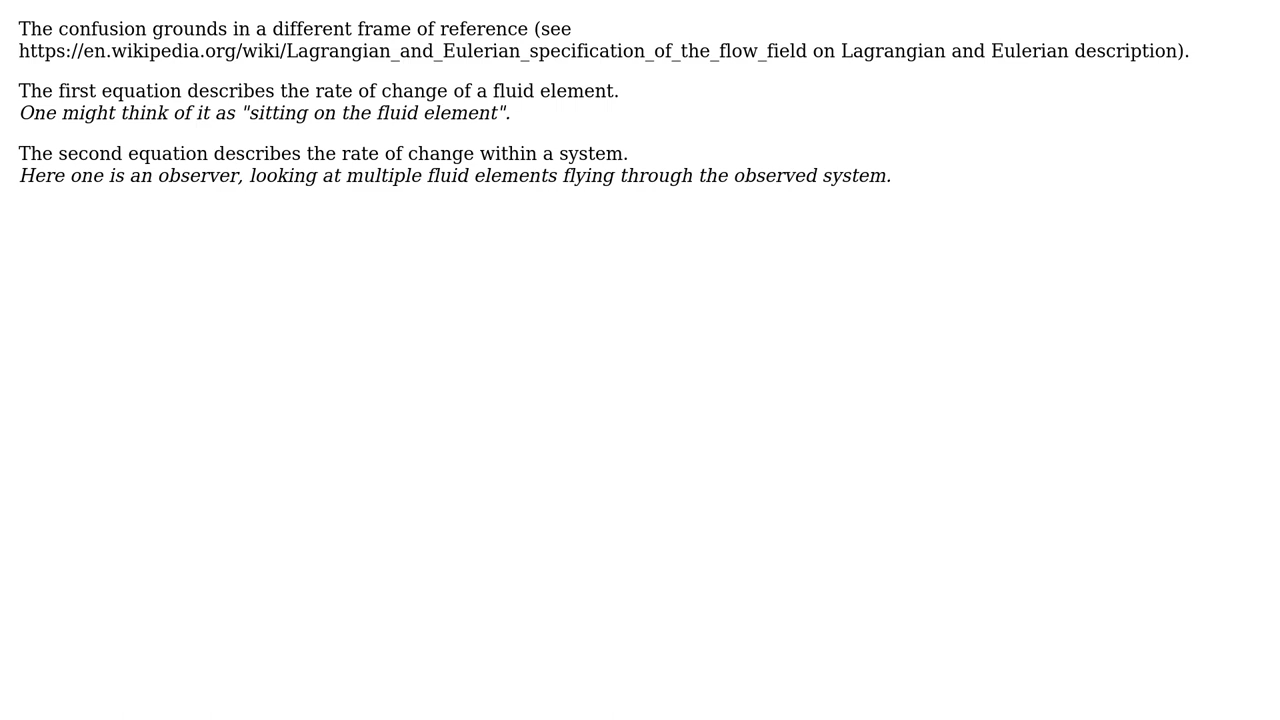 The confusion grounds in a different frame of reference (see
https://en.wikipedia.org/wiki/Lagrangian_and_Eulerian_specification_of_the_flow_field on Lagrangian and Eulerian description).
The first equation describes the rate of change of a fluid element.
One might think of it as "sitting on the fluid element".
The second equation describes the rate of change within a system.
Here one is an observer, looking at multiple fluid elements flying through the observed system.